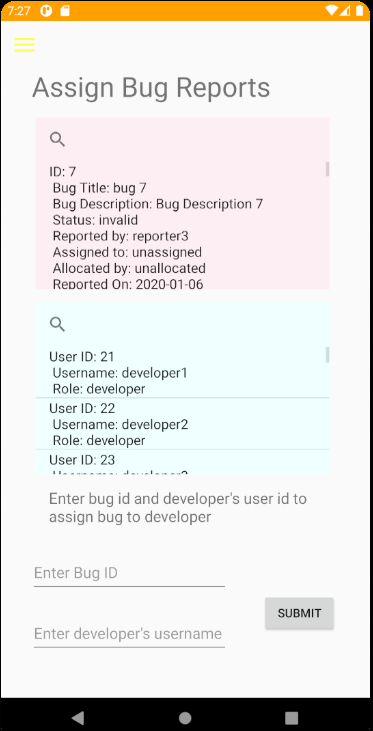 7:27
Assign Bug Reports
ID: 7
Bug Title: bug 7
Bug Description: Bug Description 7
Status: invalid
Reported by: reporter3
Assigned to: unassigned
Allocated by: unallocated
Reported On: 2020-01-06
User ID: 21
Username: developer1
Role: developer
User ID: 22
Username: developer2
Role: developer
User ID: 23
Enter bug id and developer's user id to
assign bug to developer
Enter Bug ID
SUBMIT
Enter developer's username